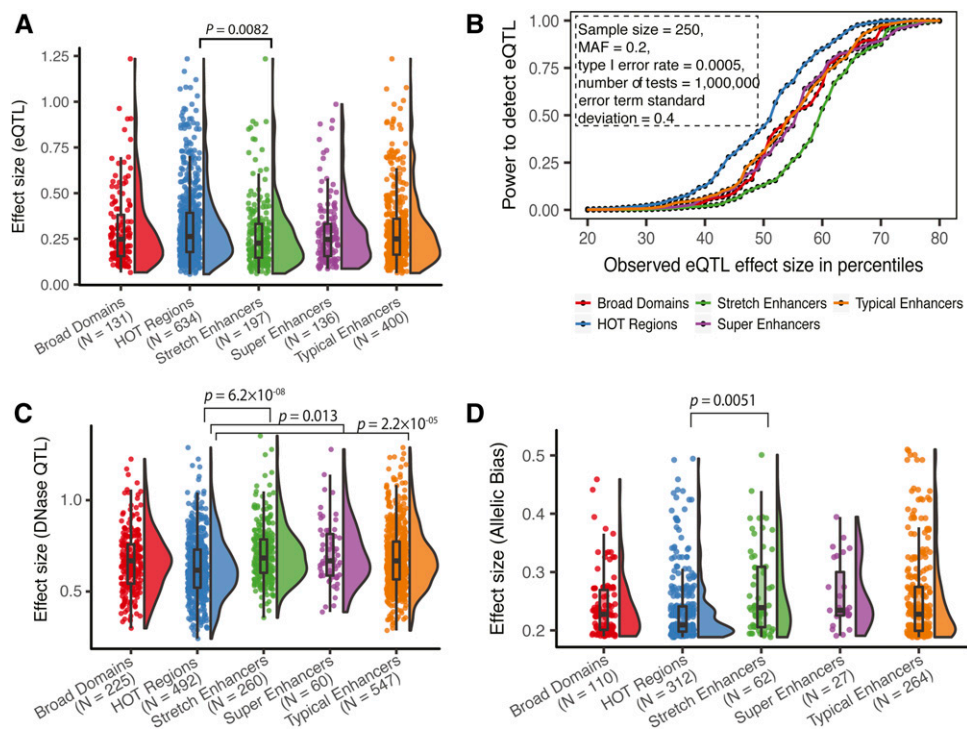 A
P = 0.0082
Effect size (eQTL)
1.25
1.00
0.75
0.50
0.25
0.00
Broad Domains
(N = 131)
HOT Regions
(N = 634)
Stretch Enhancers
(N = 197)
Super Enhancers
(N = 136)
Typical Enhancers
(N = 400)
B
Power to detect eQTL
1.00
0.75
0.50
0.25
0.00
Sample size = 250,
MAF = 0.2,
type I error rate = 0.0005,
number of tests = 1,000,000
error term standard
deviation = 0.4
20
30
40
50
60
70
80
Observed eQTL effect size in percentiles
Broad Domains
Stretch Enhancers
Typical Enhancers
HOT Regions
Super Enhancers
C
p = 6.2×10-08
p = 0.013
p = 2.2×10-05
Effect size (DNase QTL)
1.0
0.5
Broad Domains
(N = 225)
HOT Regions
(N = 492)
Stretch Enhancers
(N = 260)
Super Enhancers
(N = 60)
Typical Enhancers
(N = 547)
D
p = 0.0051
Effect size (Allelic Bias)
0.5
0.4
0.3
0.2
Broad Domains
(N = 110)
HOT Regions
(N = 312)
Stretch Enhancers
(N = 62)
Super Enhancers
(N = 27)
Typical Enhancers
(N = 264)